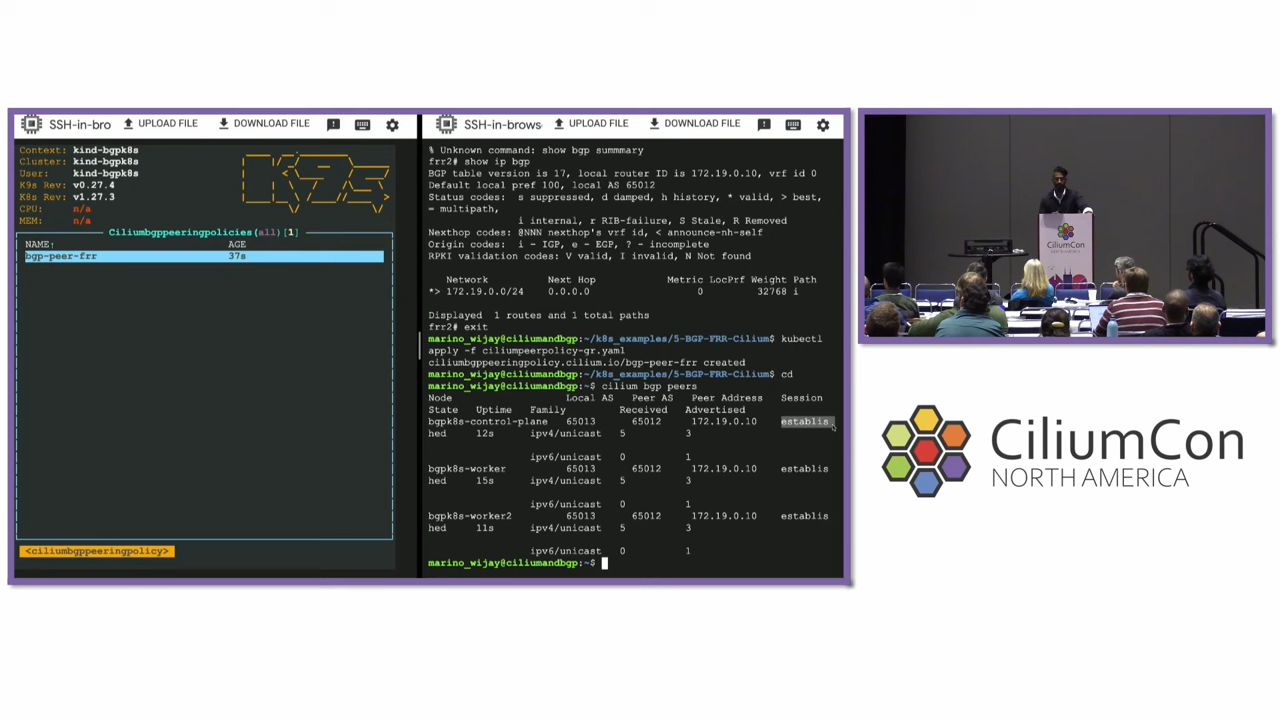 SSH-in-bro UPLOAD FILE DOWNLOAD FILE
Context: kind-bgpk8s
Cluster: kind-bgpk8s
User: kind-bgpk8s
K9s Rev: v0.27.4
K8s Rev: v1.27.3
CPU: n/a
MEM: n/a
Ciliumbgppeeringpolicies(all)[1]
NAME↑ AGE
bgp-peer-frr 37s
<ciliumbgppeeringpolicy>
SSH-in-brows UPLOAD FILE DOWNLOAD FILE
% Unknown command: show bgp summmary
frr2# show ip bgp
BGP table version is 17, local router ID is 172.19.0.10, vrf id 0
Default local pref 100, local AS 65012
Status codes: s suppressed, d damped, h history, * valid, > best,
= multipath,
i internal, r RIB-failure, S Stale, R Removed
Nexthop codes: @NNN nexthop's vrf id, < announce-nh-self
Origin codes: i - IGP, e - EGP, ? - incomplete
RPKI validation codes: V valid, I invalid, N Not found
Network Next Hop Metric LocPrf Weight Path
*> 172.19.0.0/24 0.0.0.0 0 32768 i
Displayed 1 routes and 1 total paths
frr2# exit
marino_wijay@ciliumandbgp:~/k8s_examples/5-BGP-FRR-Cilium$ kubectl
apply -f ciliumpeerpolicy-gr.yaml
ciliumbgppeeringpolicy.cilium.io/bgp-peer-frr created
marino_wijay@ciliumandbgp:~/k8s_examples/5-BGP-FRR-Cilium$ cd
marino_wijay@ciliumandbgp:~$ cilium bgp peers
Node Local AS Peer AS Peer Address Session
State Uptime Family Received Advertised
bgpk8s-control-plane 65013 65012 172.19.0.10 establis
hed 12s ipv4/unicast 5 3
ipv6/unicast 0 1
bgpk8s-worker 65013 65012 172.19.0.10 establis
hed 15s ipv4/unicast 5 3
ipv6/unicast 0 1
bgpk8s-worker2 65013 65012 172.19.0.10 establis
hed 11s ipv4/unicast 5 3
ipv6/unicast 0 1
marino_wijay@ciliumandbgp:~$
CiliumCon
CiliumCon
NORTH AMERICA